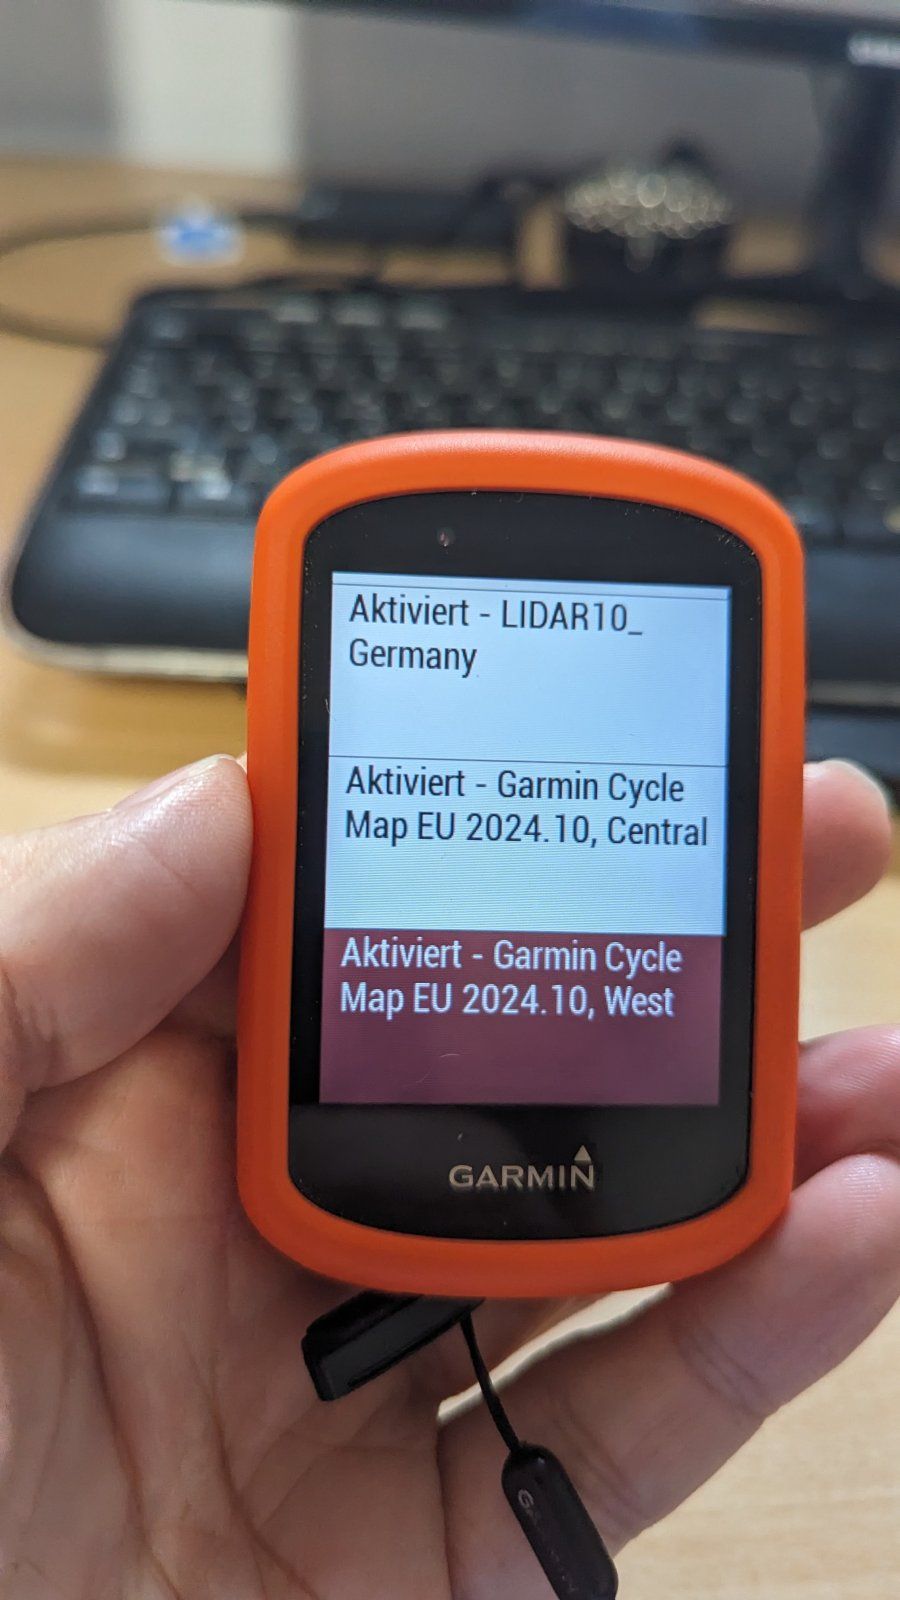 Aktiviert - LIDAR10_
Germany
Aktiviert - Garmin Cycle
Map EU 2024.10, Central
Aktiviert - Garmin Cycle
Map EU 2024.10, West
GARMIN